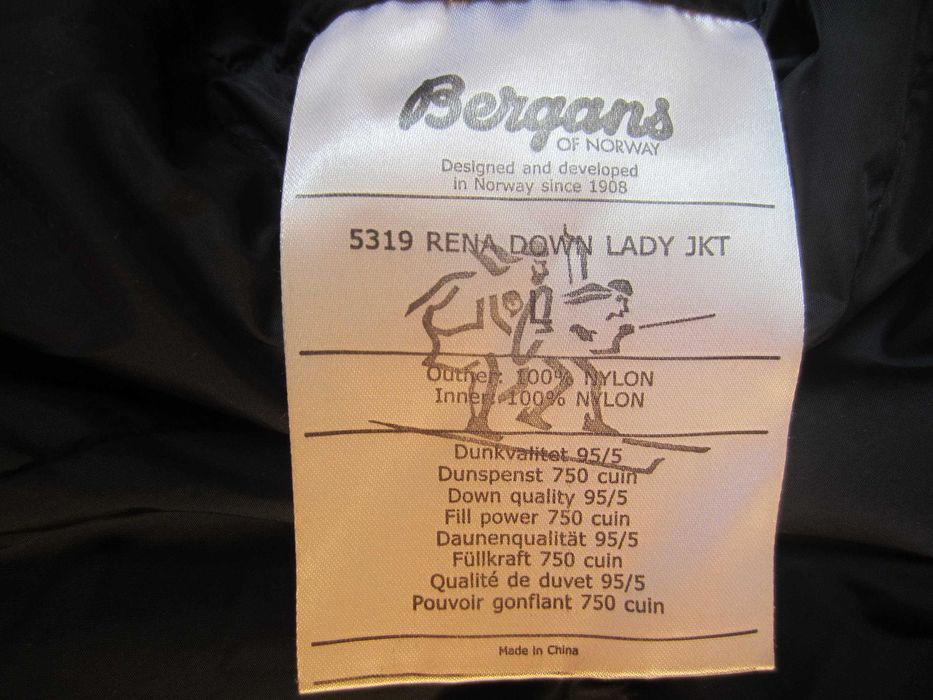 Bergans
OF NORWAY
Designed and developed
in Norway since 1908
5319 RENA DOWN LADY JKT
Outher: 100% NYLON
Inner: 100% NYLON
Dunkvalitet 95/5
Dunspenst 750 cuin
Down quality 95/5
Fill power 750 cuin
Daunenqualität 95/5
Füllkraft 750 cuin
Qualité de duvet 95/5
Pouvoir gonflant 750 cuin
Made in China